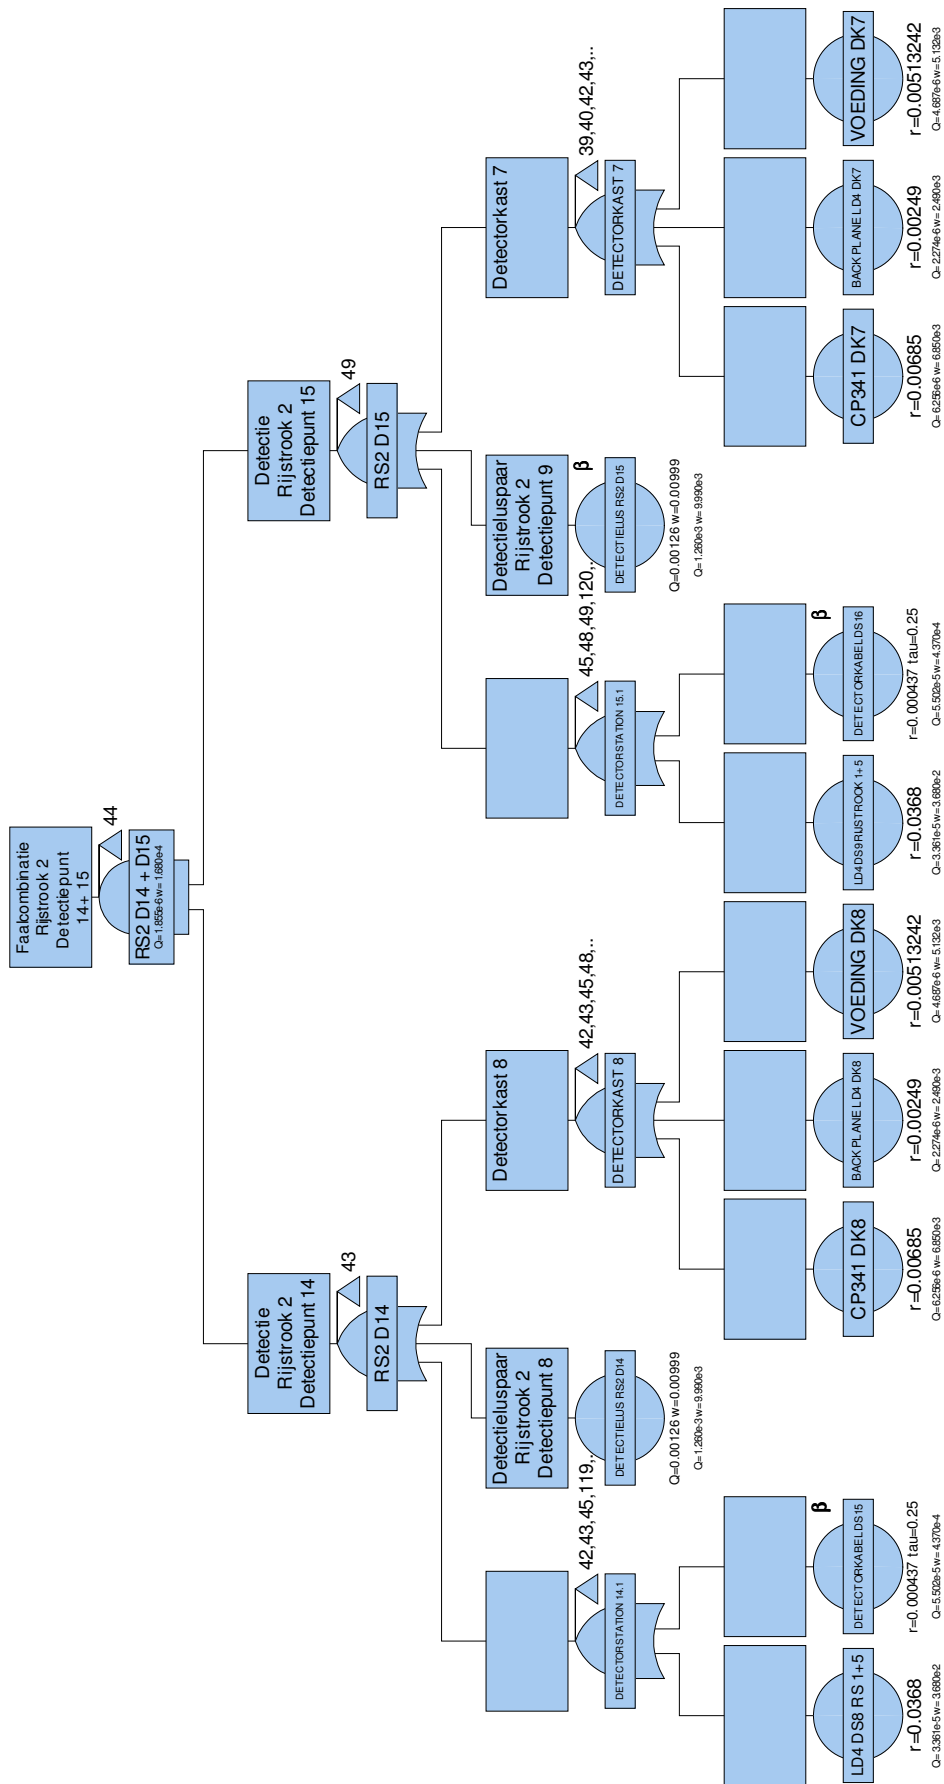 Faalcombinatie
Rijstrook 2
Detectiepunt
14+ 15
44
RS2 D14 + D15
Q=1.855e-6 w=1.680e-4
Detectie
Rijstrook 2
Detectiepunt 14
43
RS2 D14
Detectie
Rijstrook 2
Detectiepunt 15
49
RS2 D15
42,43,45,119,..
DETECTORSTATION 14.1
Detectieluspaar
Rijstrook 2
Detectiepunt 8
DETECTIELUS RS2 D14
Q=0.00126 w=0.00999
Q=1.260e-3 w=9.990e-3
Detectorkast 8
42,43,45,48,..
DETECTORKAST 8
45,48,49,120,..
DETECTORSTATION 15.1
Detectieluspaar
Rijstrook 2
Detectiepunt 9
β
DETECTIELUS RS2 D15
Q=0.00126 w=0.00999
Q=1.260e-3 w=9.990e-3
Detectorkast 7
39,40,42,43,..
DETECTORKAST 7
LD4 DS8 RS 1+5
r=0.0368
Q=3.361e-5 w=3.680e-2
β
DETECTORKABEL DS15
r=0.000437 tau=0.25
Q=5.502e-5 w=4.370e-4
CP341 DK8
r=0.00685
Q=6.256e-6 w=6.850e-3
BACKPLANE LD4 DK8
r=0.00249
Q=2.274e-6 w=2.490e-3
VOEDING DK8
r=0.00513242
Q=4.687e-6 w=5.132e-3
LD4 DS9 RIJSTROOK 1+5
r=0.0368
Q=3.361e-5 w=3.680e-2
β
DETECTORKABEL DS16
r=0.000437 tau=0.25
Q=5.502e-5 w=4.370e-4
CP341 DK7
r=0.00685
Q=6.256e-6 w=6.850e-3
BACKPLANE LD4 DK7
r=0.00249
Q=2.274e-6 w=2.490e-3
VOEDING DK7
r=0.00513242
Q=4.687e-6 w=5.132e-3